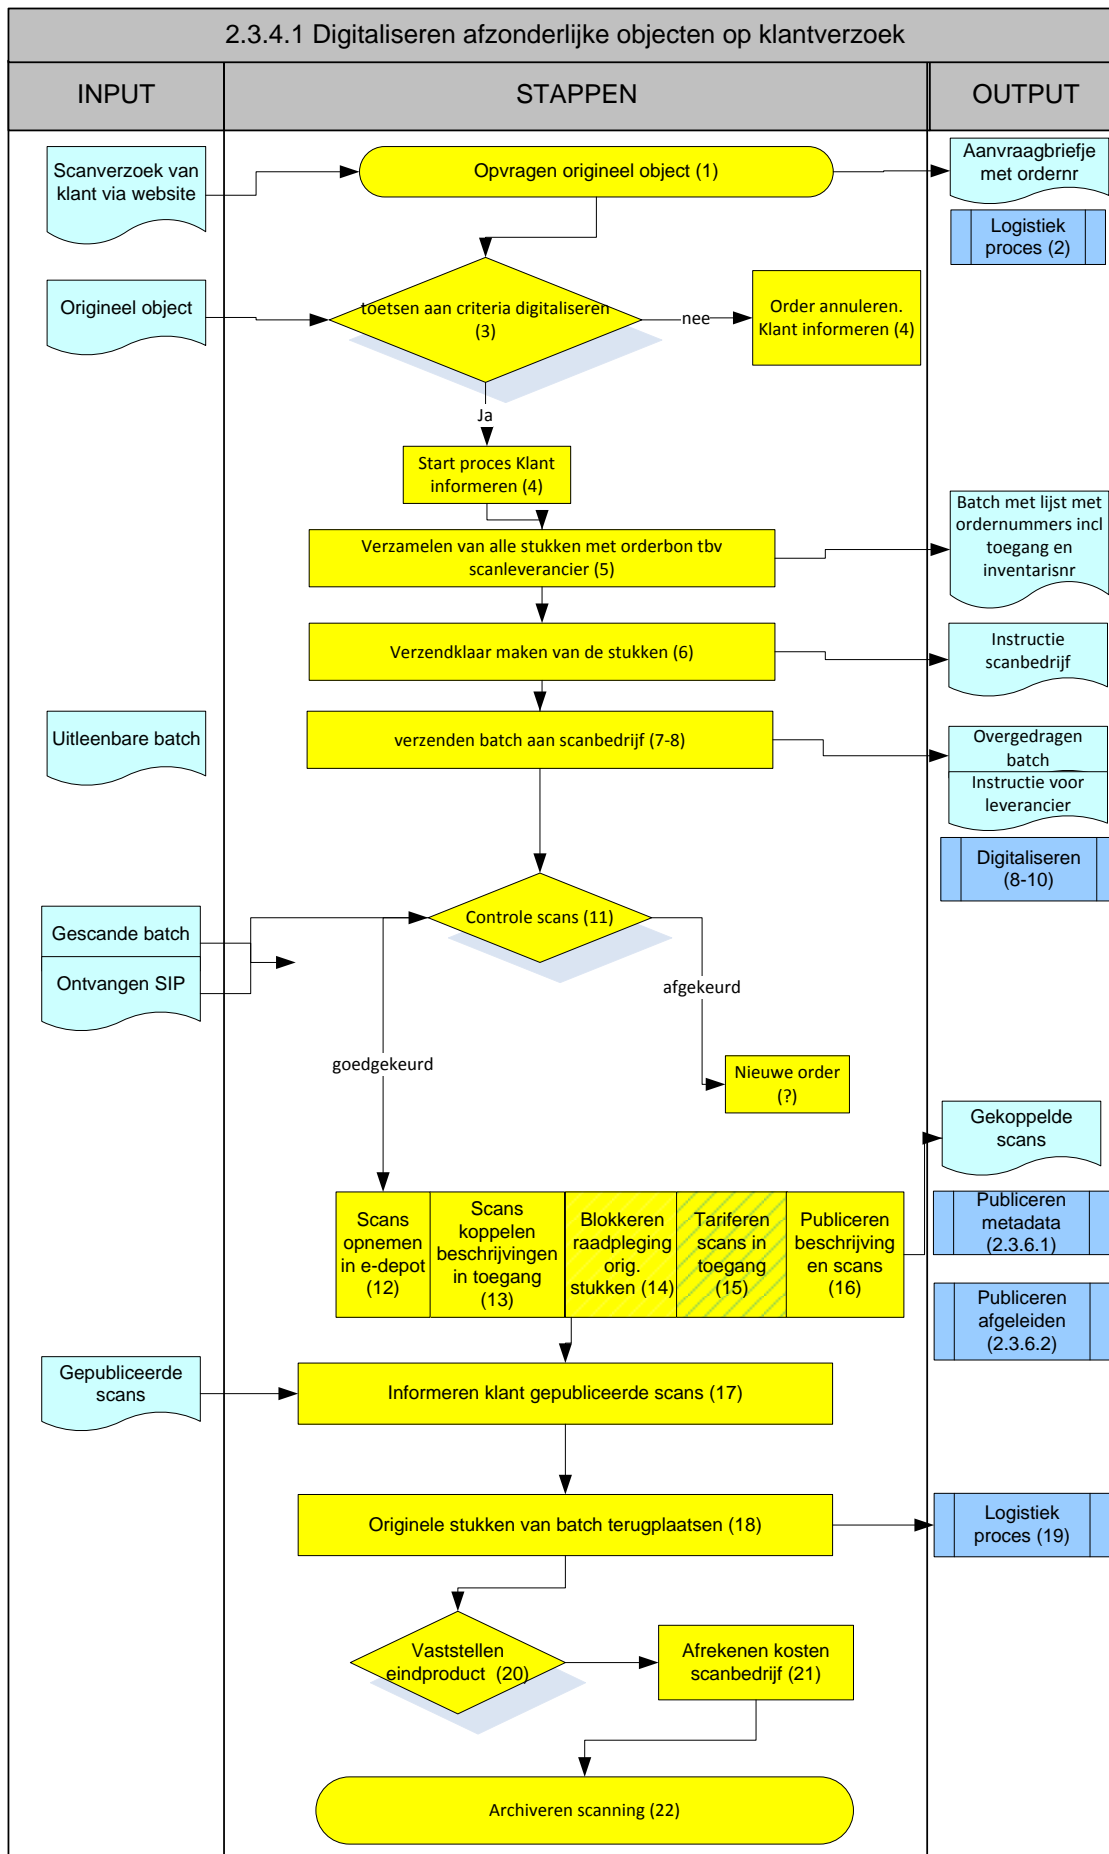 2.3.4.1 Digitaliseren afzonderlijke objecten op klantverzoek
INPUT
STAPPEN
OUTPUT
Scanverzoek van
klant via website
Opvragen origineel object (1)
Aanvraagbriefje
met ordernr
Logistiek
proces (2)
Origineel object
toetsen aan criteria digitaliseren
(3)
nee
Order annuleren.
Klant informeren (4)
Ja
Start proces Klant
informeren (4)
Verzamelen van alle stukken met orderbon tbv
scanleverancier (5)
Batch met lijst met
ordernummers incl
toegang en
inventarisnr
Verzendklaar maken van de stukken (6)
Instructie
scanbedrijf
Uitleenbare batch
verzenden batch aan scanbedrijf (7-8)
Overgedragen
batch
Instructie voor
leverancier
Digitaliseren
(8-10)
Controle scans (11)
Gescande batch
Ontvangen SIP
afgekeurd
goedgekeurd
Nieuwe order
(?)
Gekoppelde
scans
Scans
opnemen
in e-depot
(12)
Scans
koppelen
beschrijvingen
in toegang
(13)
Blokkeren
raadpleging
orig.
stukken (14)
Tariferen
scans in
toegang
(15)
Publiceren
beschrijving
en scans
(16)
Publiceren
metadata
(2.3.6.1)
Publiceren
afgeleiden
(2.3.6.2)
Gepubliceerde
scans
Informeren klant gepubliceerde scans (17)
Originele stukken van batch terugplaatsen (18)
Logistiek
proces (19)
Vaststellen
eindproduct (20)
Afrekenen kosten
scanbedrijf (21)
Archiveren scanning (22)